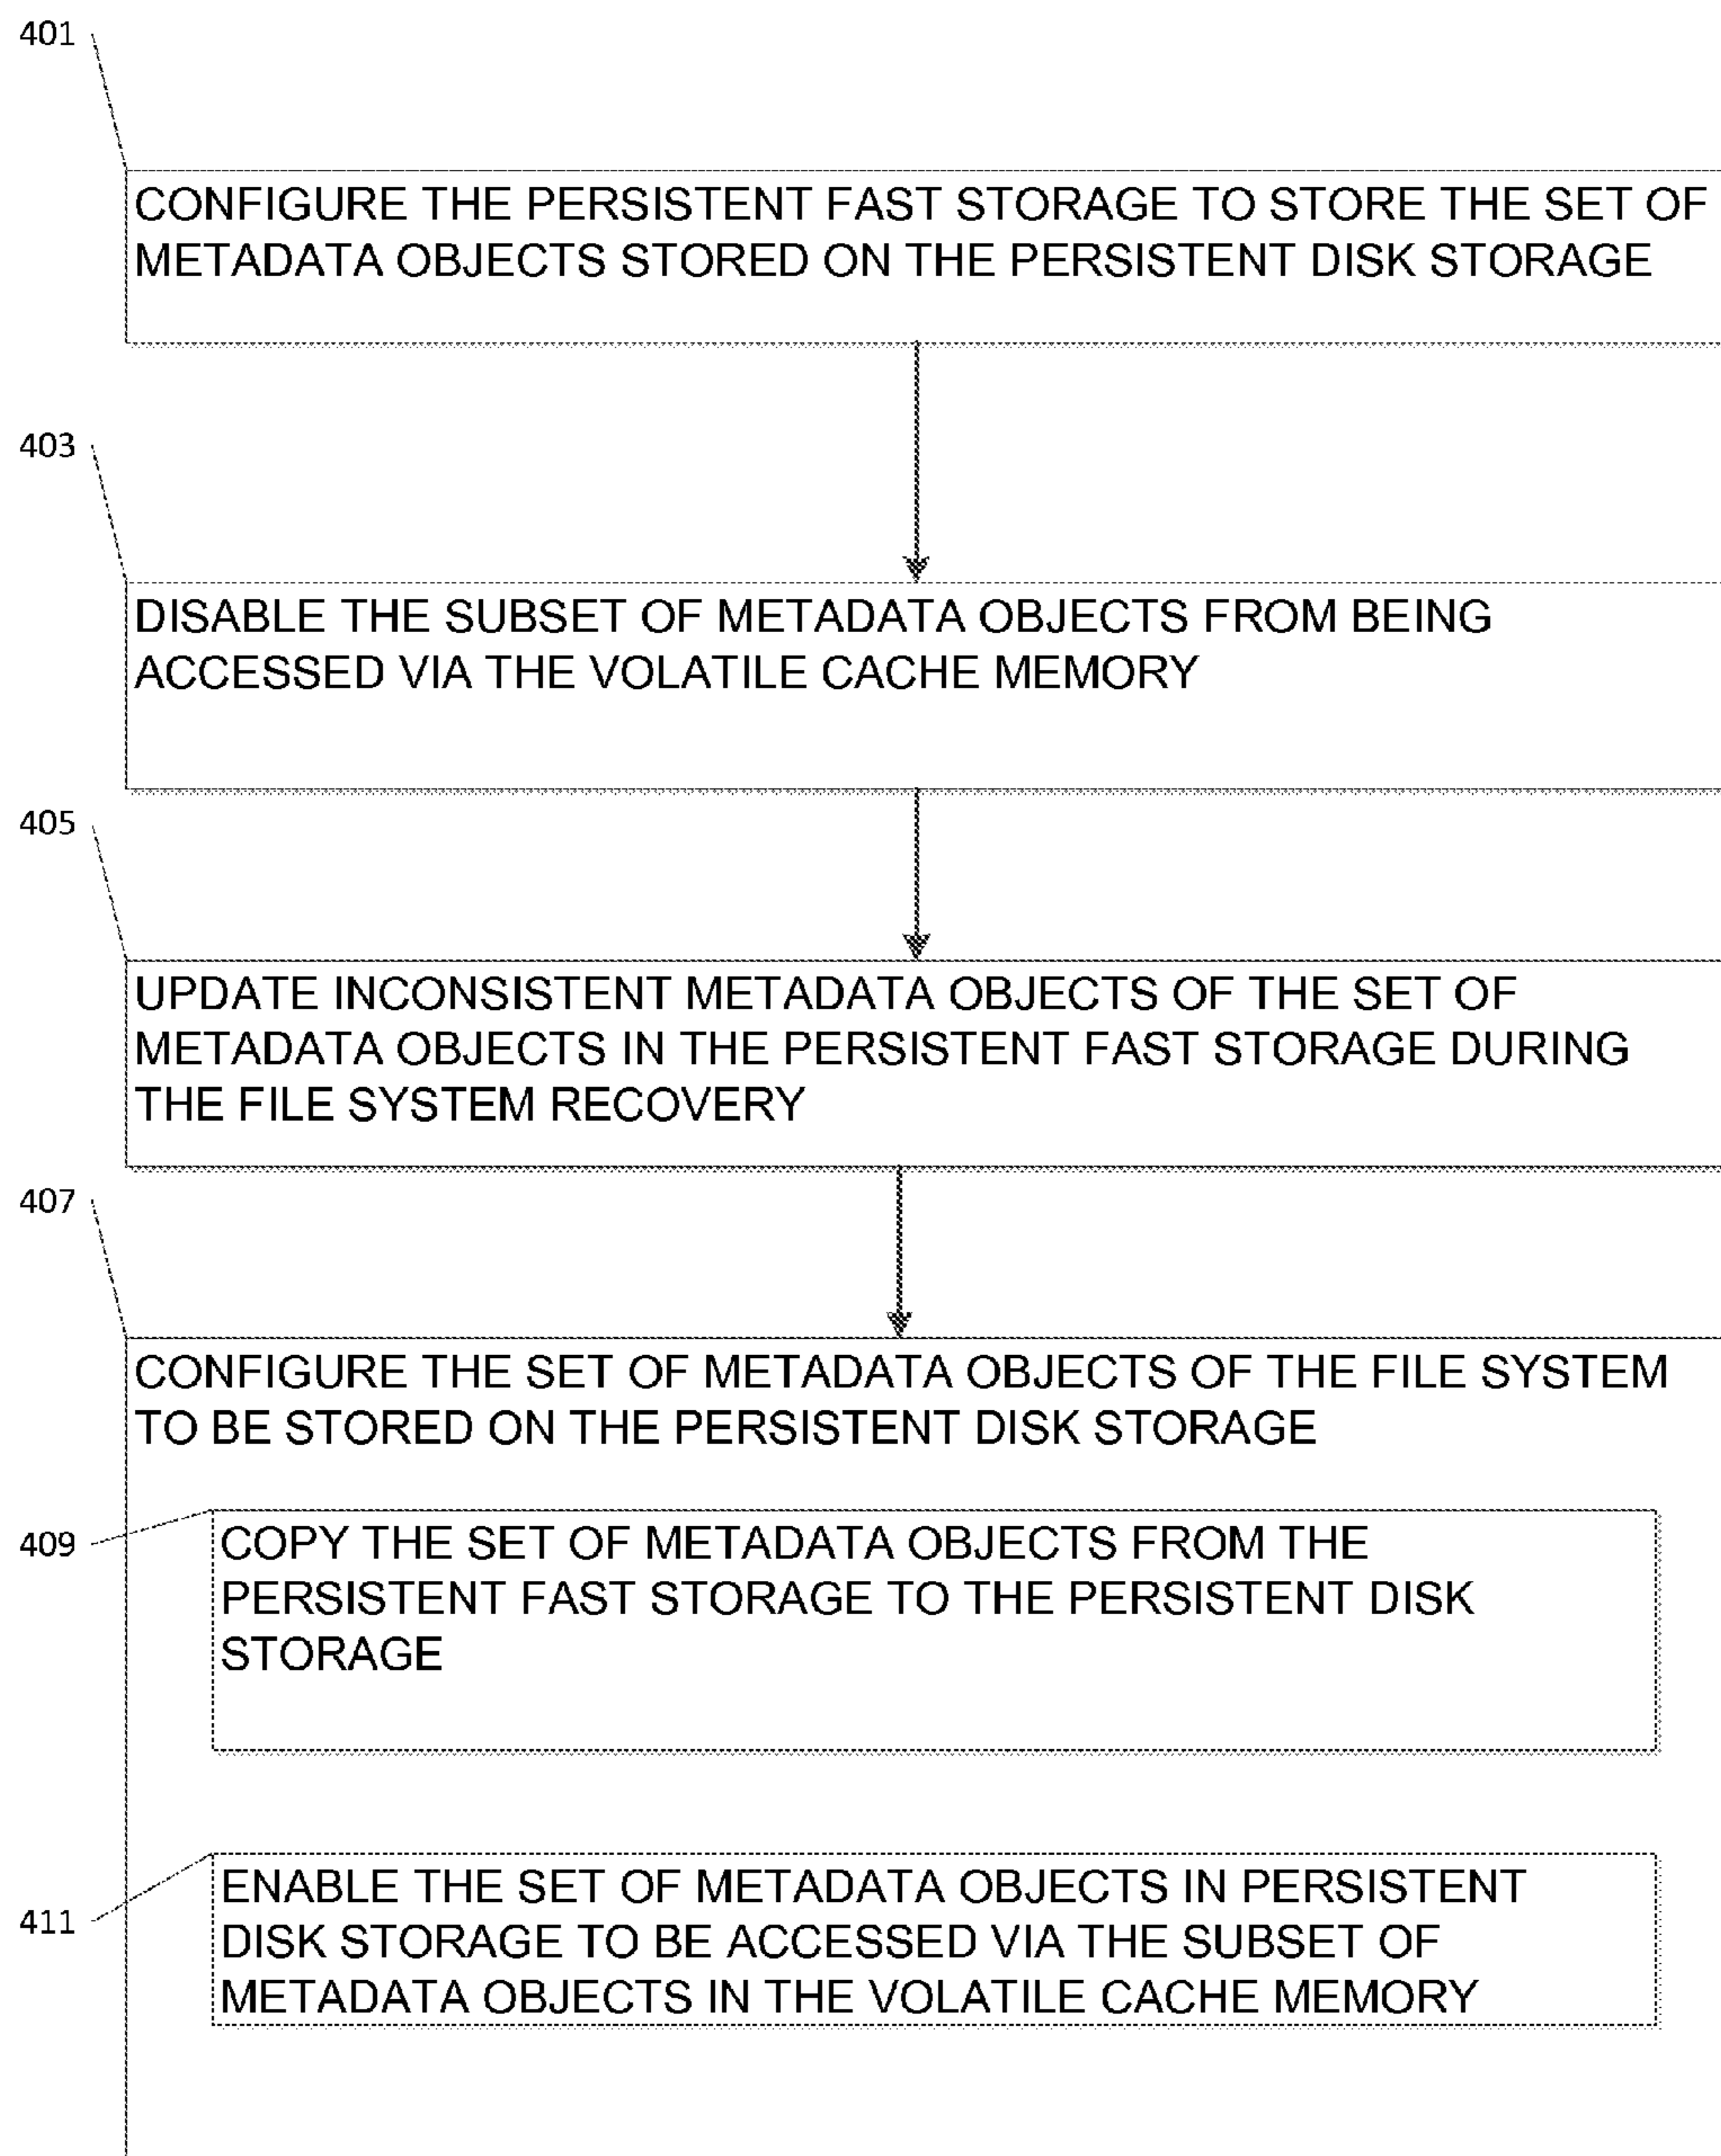 401
CONFIGURE THE PERSISTENT FAST STORAGE TO STORE THE SET OF
METADATA OBJECTS STORED ON THE PERSISTENT DISK STORAGE
403
DISABLE THE SUBSET OF METADATA OBJECTS FROM BEING
ACCESSED VIA THE VOLATILE CACHE MEMORY
405
UPDATE INCONSISTENT METADATA OBJECTS OF THE SET OF
METADATA OBJECTS IN THE PERSISTENT FAST STORAGE DURING
THE FILE SYSTEM RECOVERY
407
CONFIGURE THE SET OF METADATA OBJECTS OF THE FILE SYSTEM
TO BE STORED ON THE PERSISTENT DISK STORAGE
409
COPY THE SET OF METADATA OBJECTS FROM THE
PERSISTENT FAST STORAGE TO THE PERSISTENT DISK
STORAGE
411
ENABLE THE SET OF METADATA OBJECTS IN PERSISTENT
DISK STORAGE TO BE ACCESSED VIA THE SUBSET OF
METADATA OBJECTS IN THE VOLATILE CACHE MEMORY